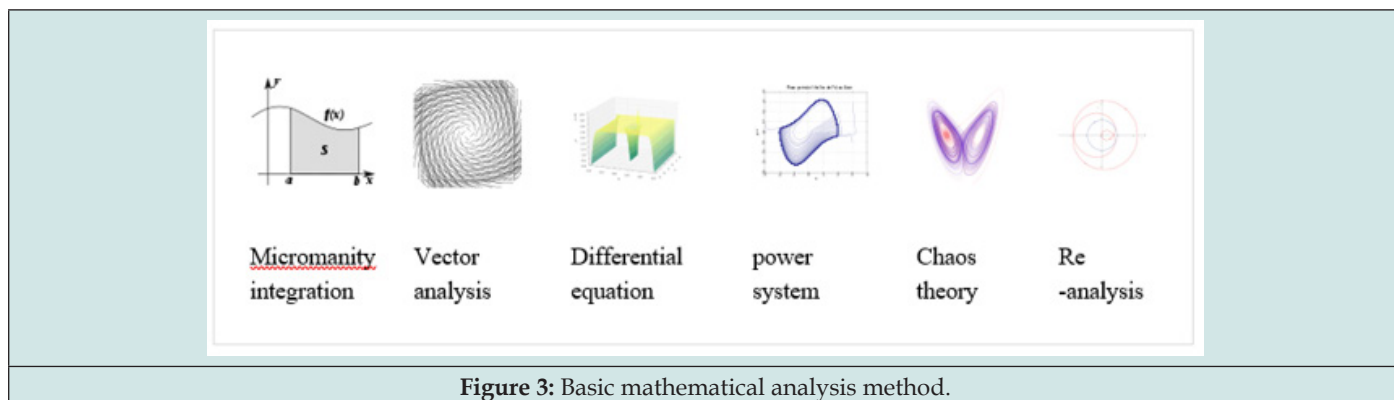 y
f(x)
S
a b x
Micromanity Vector Differential power Chaos Re
integration analysis equation system theory -analysis
Figure 3: Basic mathematical analysis method.